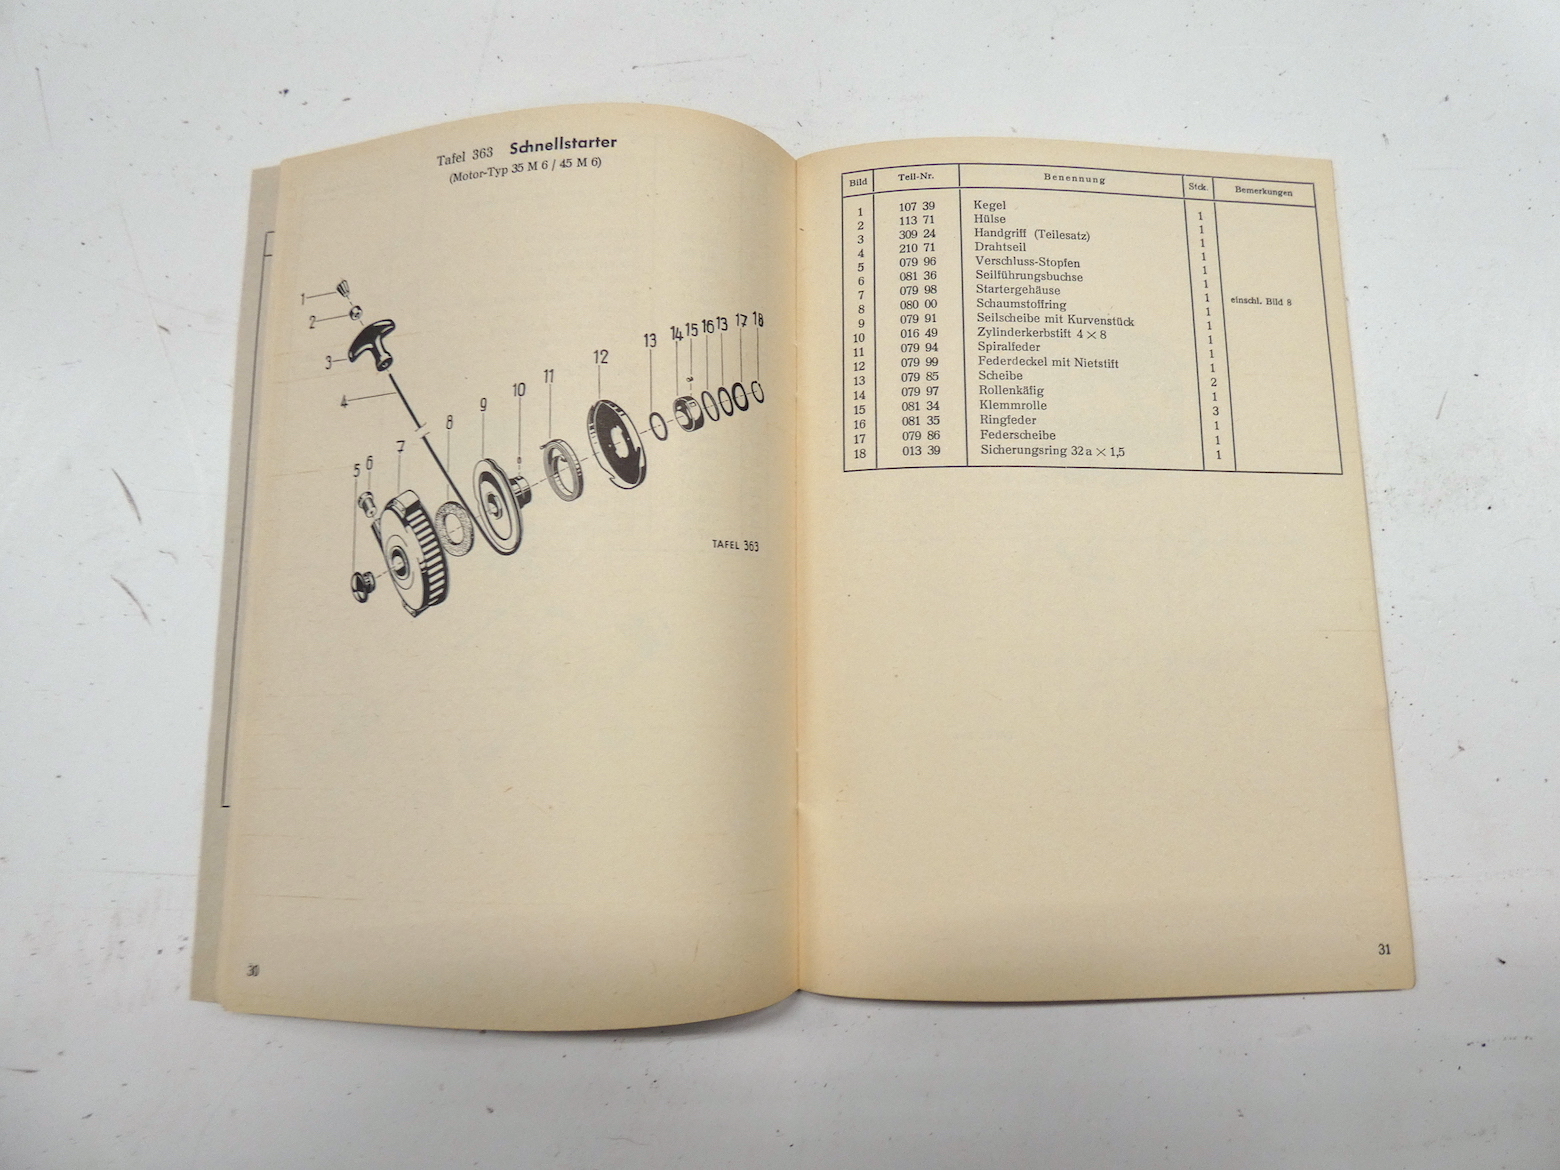 Tafel 363 Schnellstarter
(Motor-Typ 35 M 6 / 45 M 6)
1
2
3
4
5
6
7
8
9
10
11
12
13
14
15
16
13
17
18
TAFEL 363
30
Bild Teil-Nr. Benennung Stck. Bemerkungen
1 107 39 Kegel 1
2 113 71 Hülse 1
3 309 24 Handgriff (Teilesatz) 1
4 210 71 Drahtseil 1
5 079 96 Verschluss-Stopfen 1
6 081 36 Seilführungsbuchse 1
7 079 98 Startergehäuse 1 einschl. Bild 8
8 080 00 Schaumstoffring 1
9 079 91 Seilscheibe mit Kurvenstück 1
10 016 49 Zylinderkerbstift 4 × 8 1
11 079 94 Spiralfeder 1
12 079 99 Federdeckel mit Nietstift 1
13 079 85 Scheibe 2
14 079 97 Rollenkäfig 1
15 081 34 Klemmrolle 3
16 081 35 Ringfeder 1
17 079 86 Federscheibe 1
18 013 39 Sicherungsring 32 a × 1,5 1
31